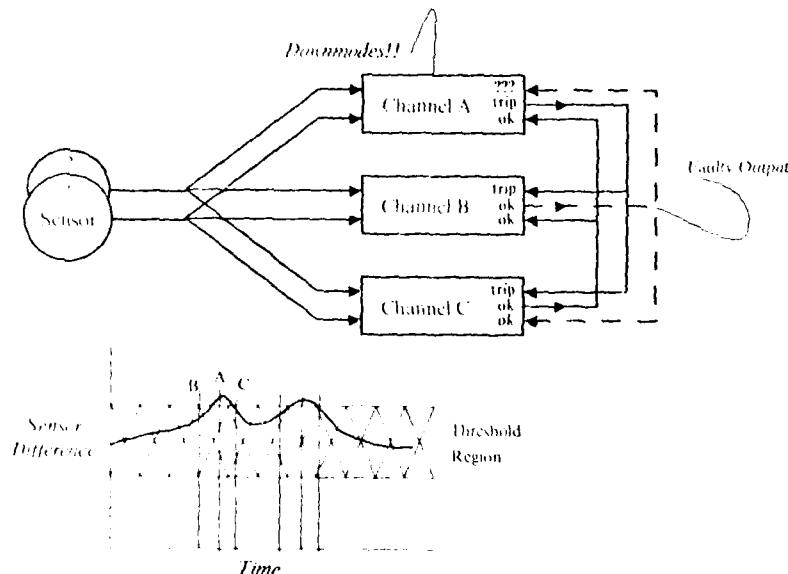 Downmodes!!
???
Channel A
trip
ok
Faulty Output
Sensor
trip
Channel B
ok
ok
trip
Channel C
ok
ok
B A C
Sensor
Difference
Threshold
Region
Time